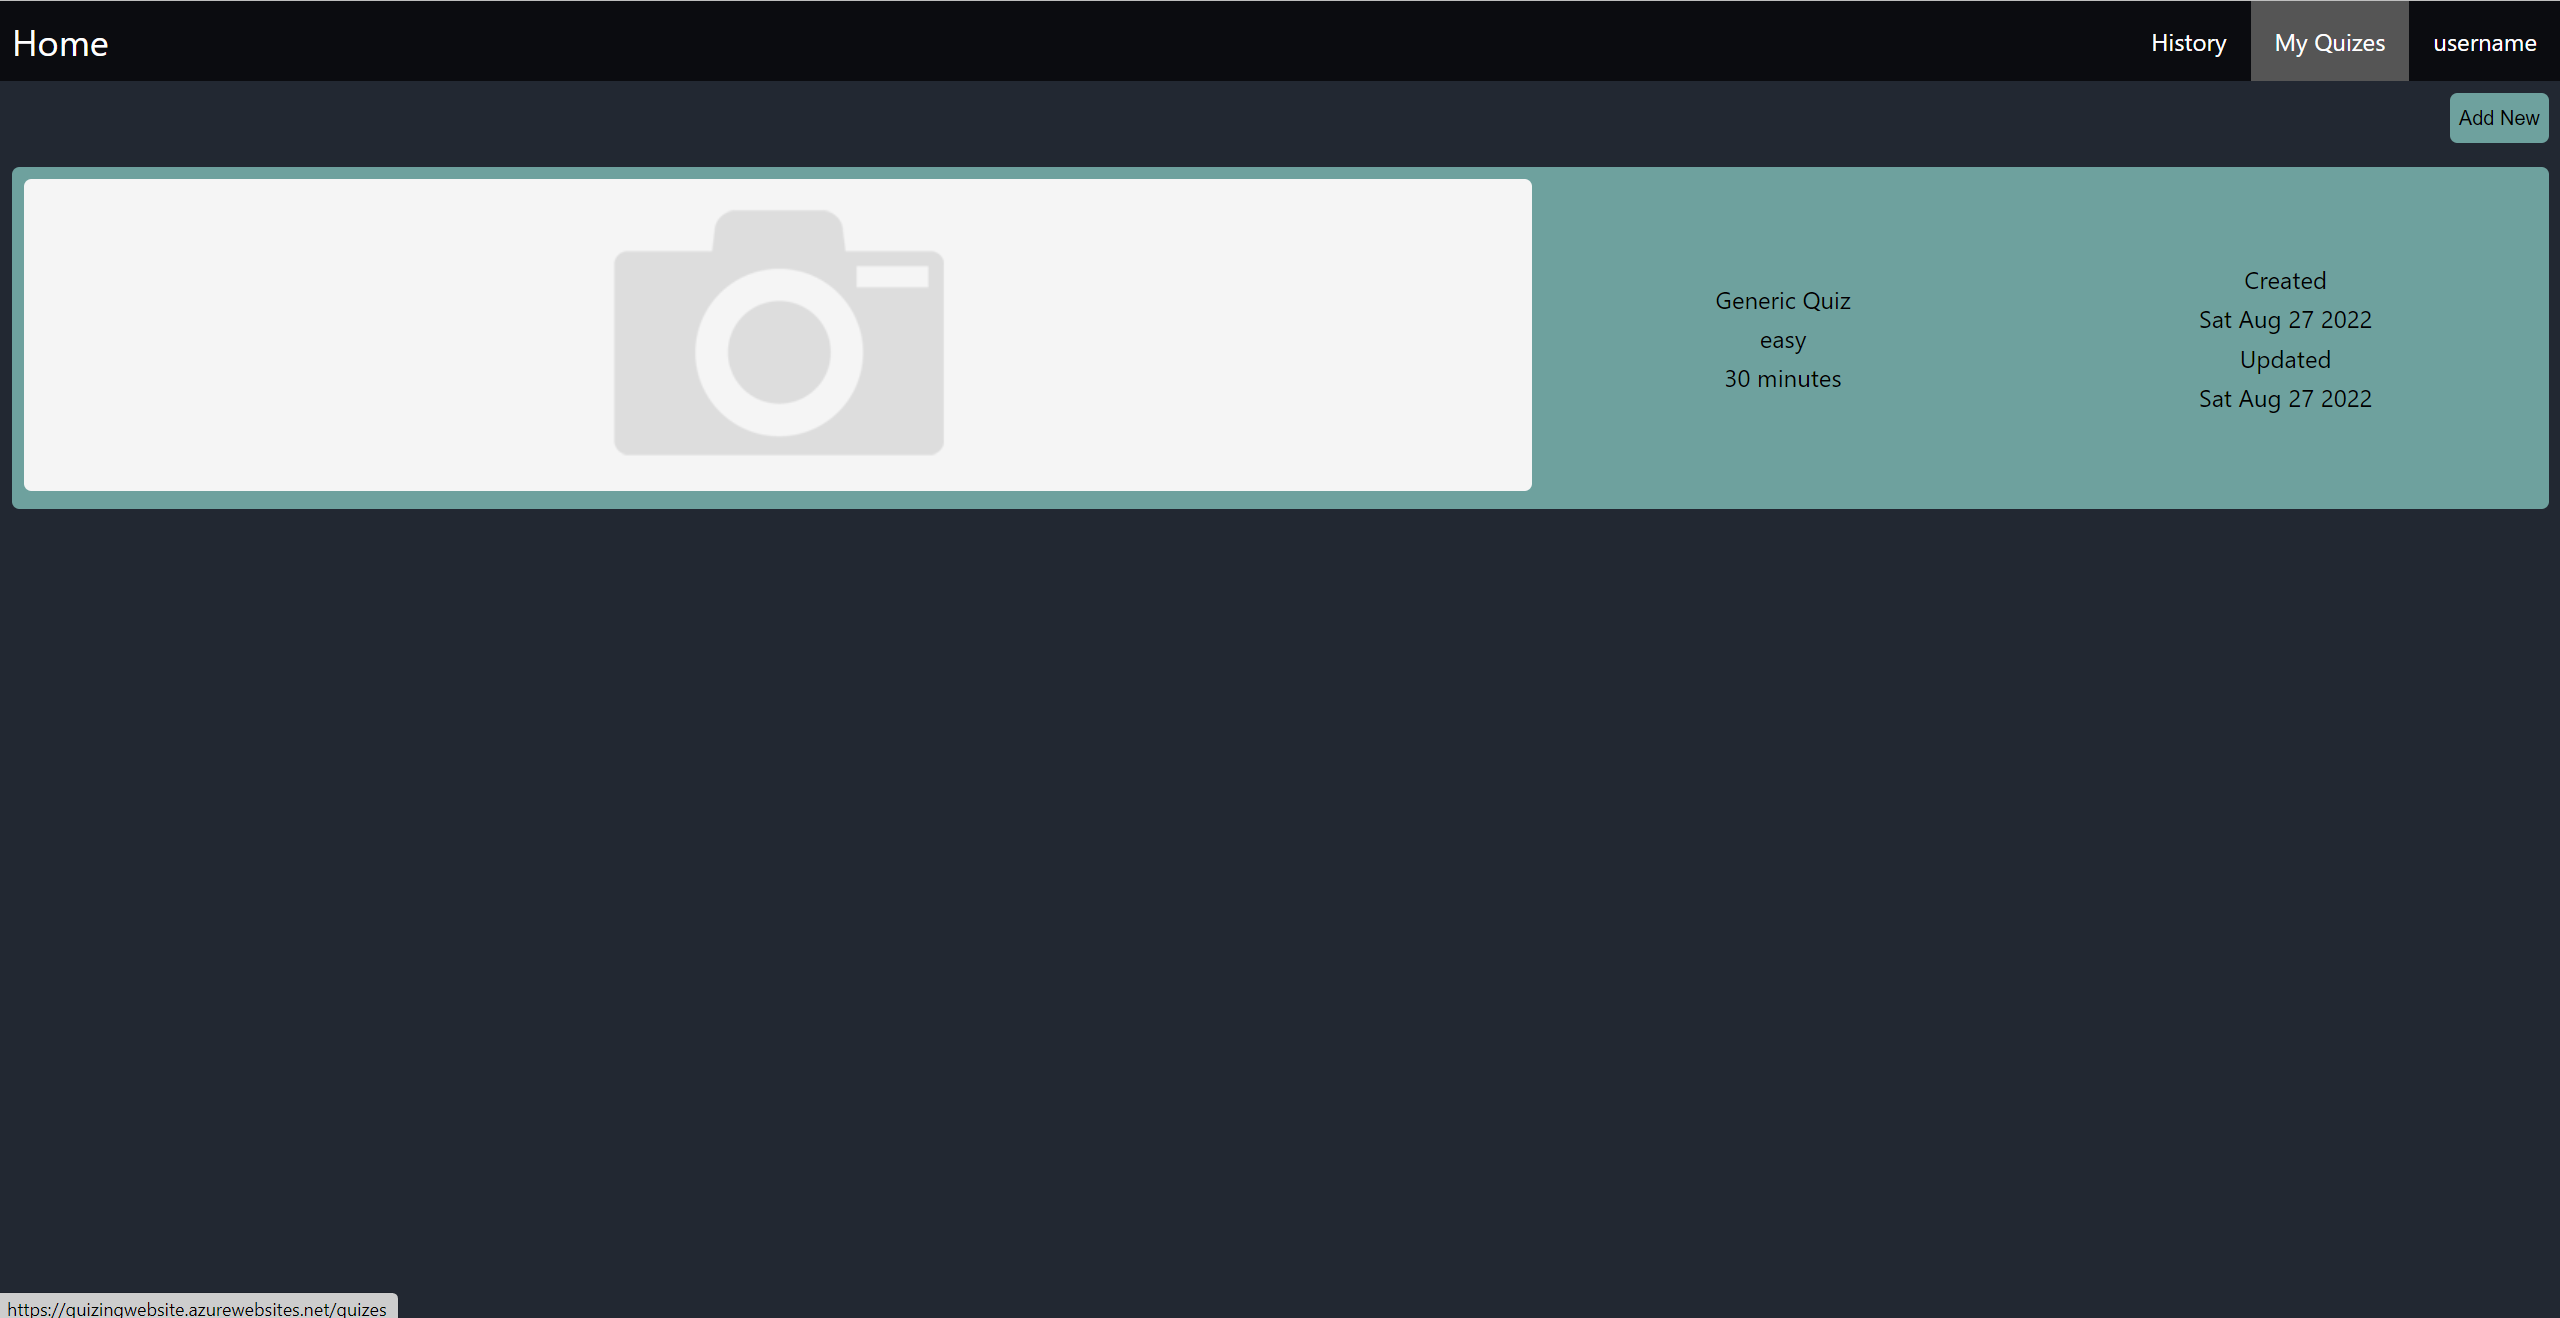 Home
History
My Quizes
username
Add New
Generic Quiz
easy
30 minutes
Created
Sat Aug 27 2022
Updated
Sat Aug 27 2022
https://quizingwebsite.azurewebsites.net/quizes